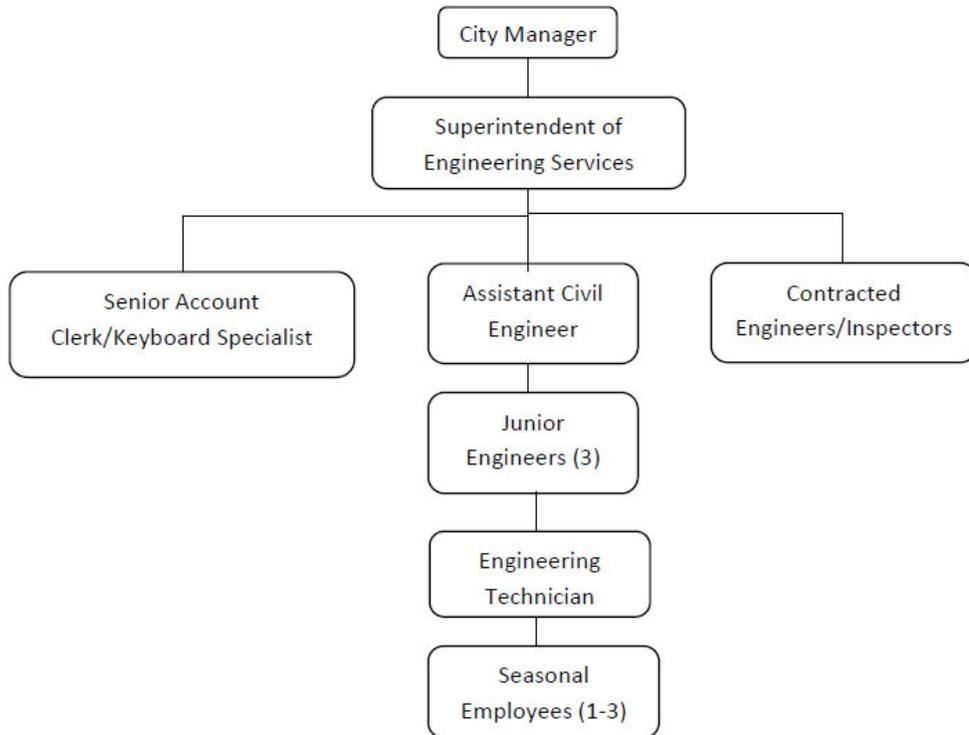 City Manager
Superintendent of
Engineering Services
Senior Account
Clerk/Keyboard Specialist
Assistant Civil
Engineer
Contracted
Engineers/Inspectors
Junior
Engineers (3)
Engineering
Technician
Seasonal
Employees (1-3)